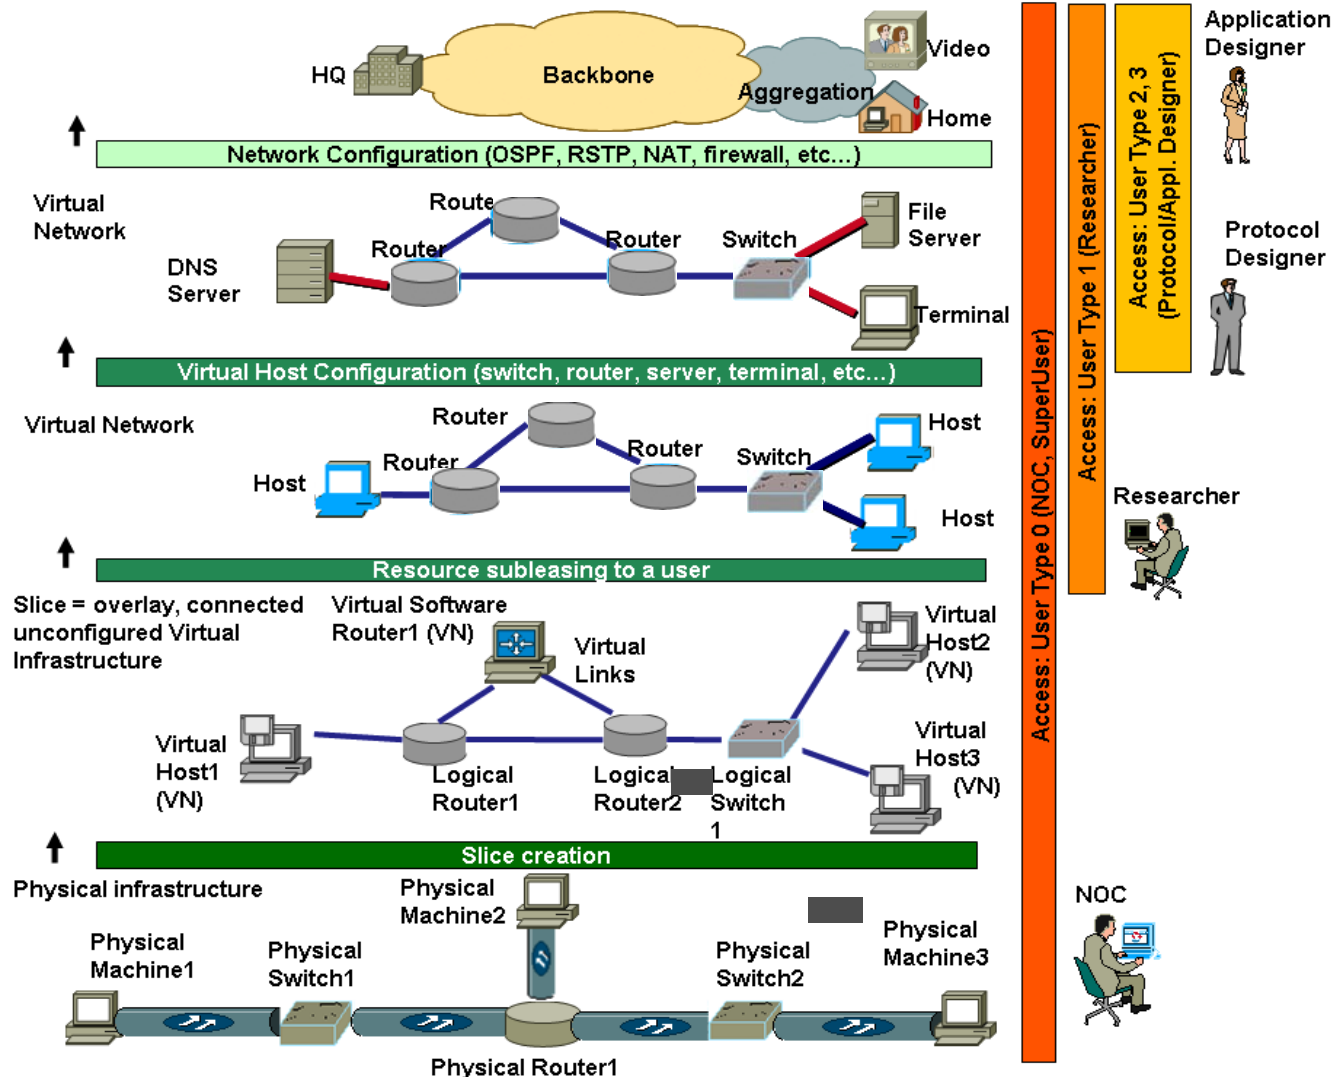 Application
Designer
Video
HQ
Backbone
Aggregation
Home
Network Configuration (OSPF, RSTP, NAT, firewall, etc...)
Virtual
Network
Route
Router
Router
Switch
File
Server
DNS
Server
Terminal
Virtual Host Configuration (switch, router, server, terminal, etc...)
Virtual Network
Router
Router
Router
Switch
Host
Host
Host
Resource subleasing to a user
Slice = overlay, connected
unconfigured Virtual
Infrastructure
Virtual Software
Router1 (VN)
Virtual
Links
Virtual
Host2
(VN)
Virtual
Host1
(VN)
Logical
Router1
Logical
Router2
Logical
Switch
1
Virtual
Host3
(VN)
Slice creation
Physical infrastructure
Physical
Machine2
Physical
Machine1
Physical
Switch1
Physical
Switch2
Physical
Machine3
Physical Router1
Access: User Type 0 (NOC, SuperUser)
Access: User Type 1 (Researcher)
Access: User Type 2, 3
(Protocoll/Appl. Designer)
Protocol
Designer
Researcher
NOC